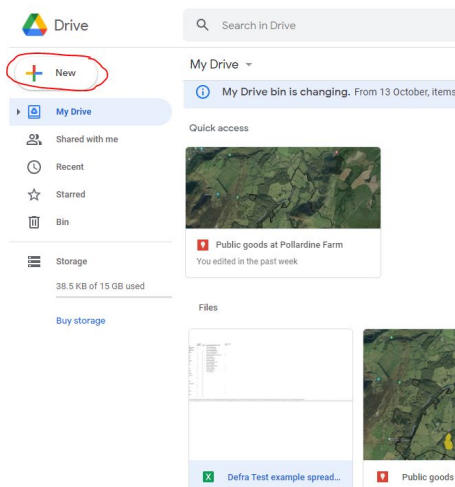 Drive
Search in Drive
New
My Drive
My Drive bin is changing. From 13 October, items
My Drive
Shared with me
Recent
Starred
Bin
Storage
38.5 KB of 15 GB used
Buy storage
Quick access
Public goods at Pollardine Farm
You edited in the past week
Files
Defra Test example spread...
Public goods